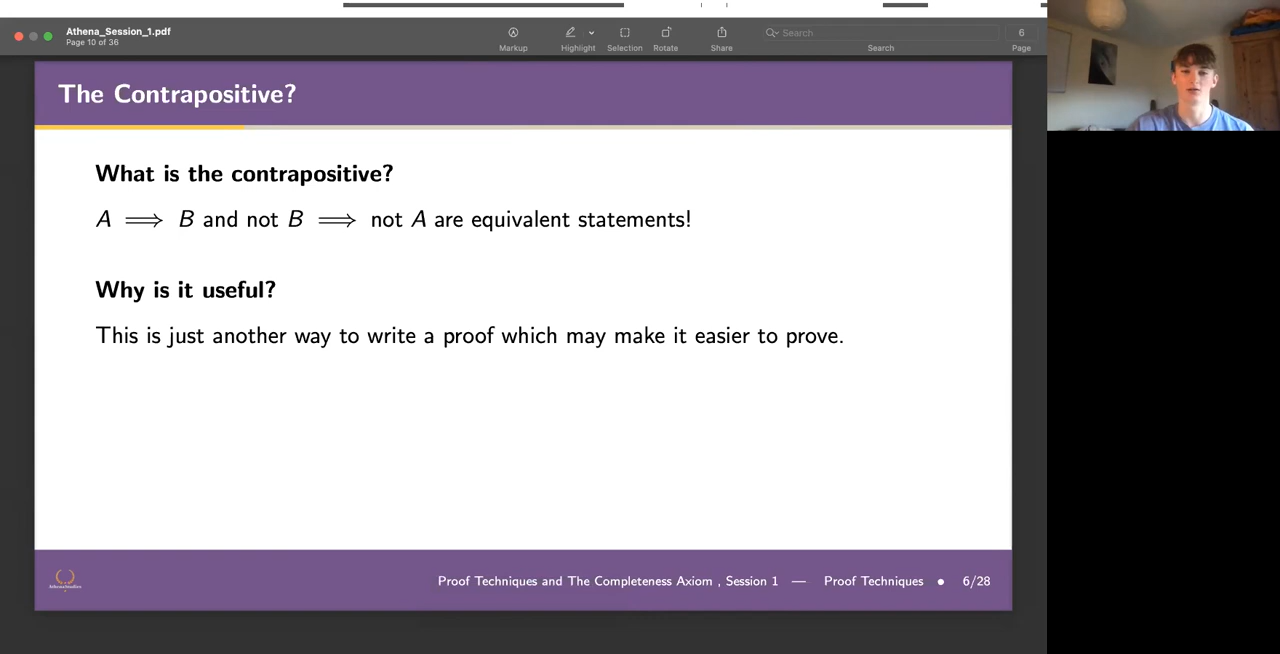 Athena_Session_1.pdf
Page 10 of 36
Markup
Highlight
Selection
Rotate
Share
Search
Search
6
Page
The Contrapositive?
What is the contrapositive?
A ⟹ B and not B ⟹ not A are equivalent statements!
Why is it useful?
This is just another way to write a proof which may make it easier to prove.
AthenaStudies
Proof Techniques and The Completeness Axiom , Session 1 — Proof Techniques • 6/28